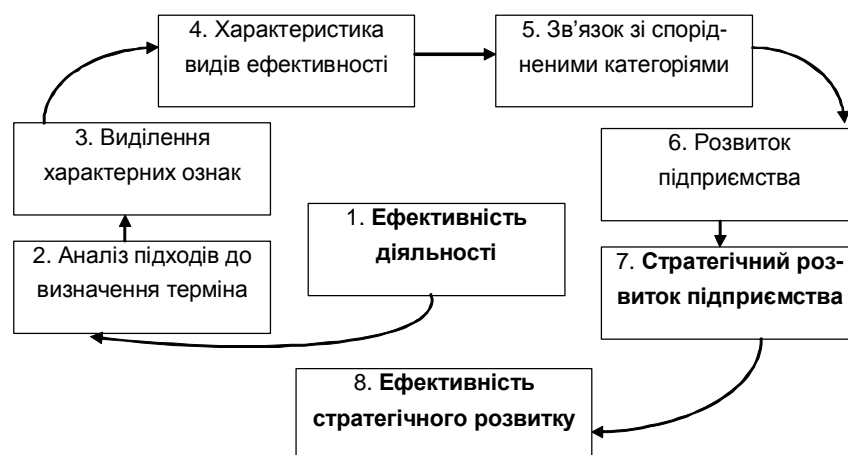 4. Характеристика
видів ефективності
5. Зв'язок зі спорід-
неними категоріями
3. Виділення
характерних ознак
6. Розвиток
підприємства
1. Ефективність
діяльності
2. Аналіз підходів до
визначення терміна
7. Стратегічний роз-
виток підприємства
8. Ефективність
стратегічного розвитку